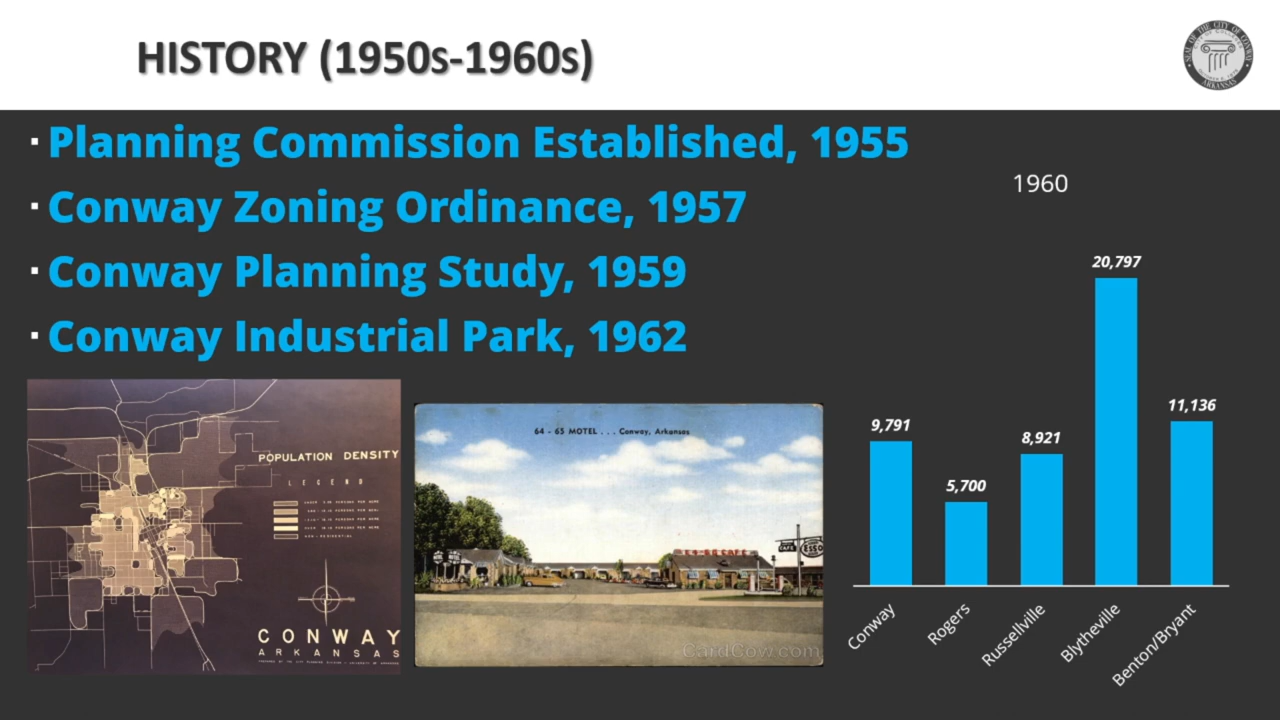 HISTORY (1950s-1960s)
▪ Planning Commission Established, 1955
▪ Conway Zoning Ordinance, 1957
▪ Conway Planning Study, 1959
▪ Conway Industrial Park, 1962
POPULATION DENSITY
LEGEND
CONWAY
ARKANSAS
64 - 65 MOTEL . . . Conway, Arkansas
CAFE
ESSO
CardCow.com
1960
9,791
5,700
8,921
20,797
11,136
Conway
Rogers
Russellville
Blytheville
Benton/Bryant